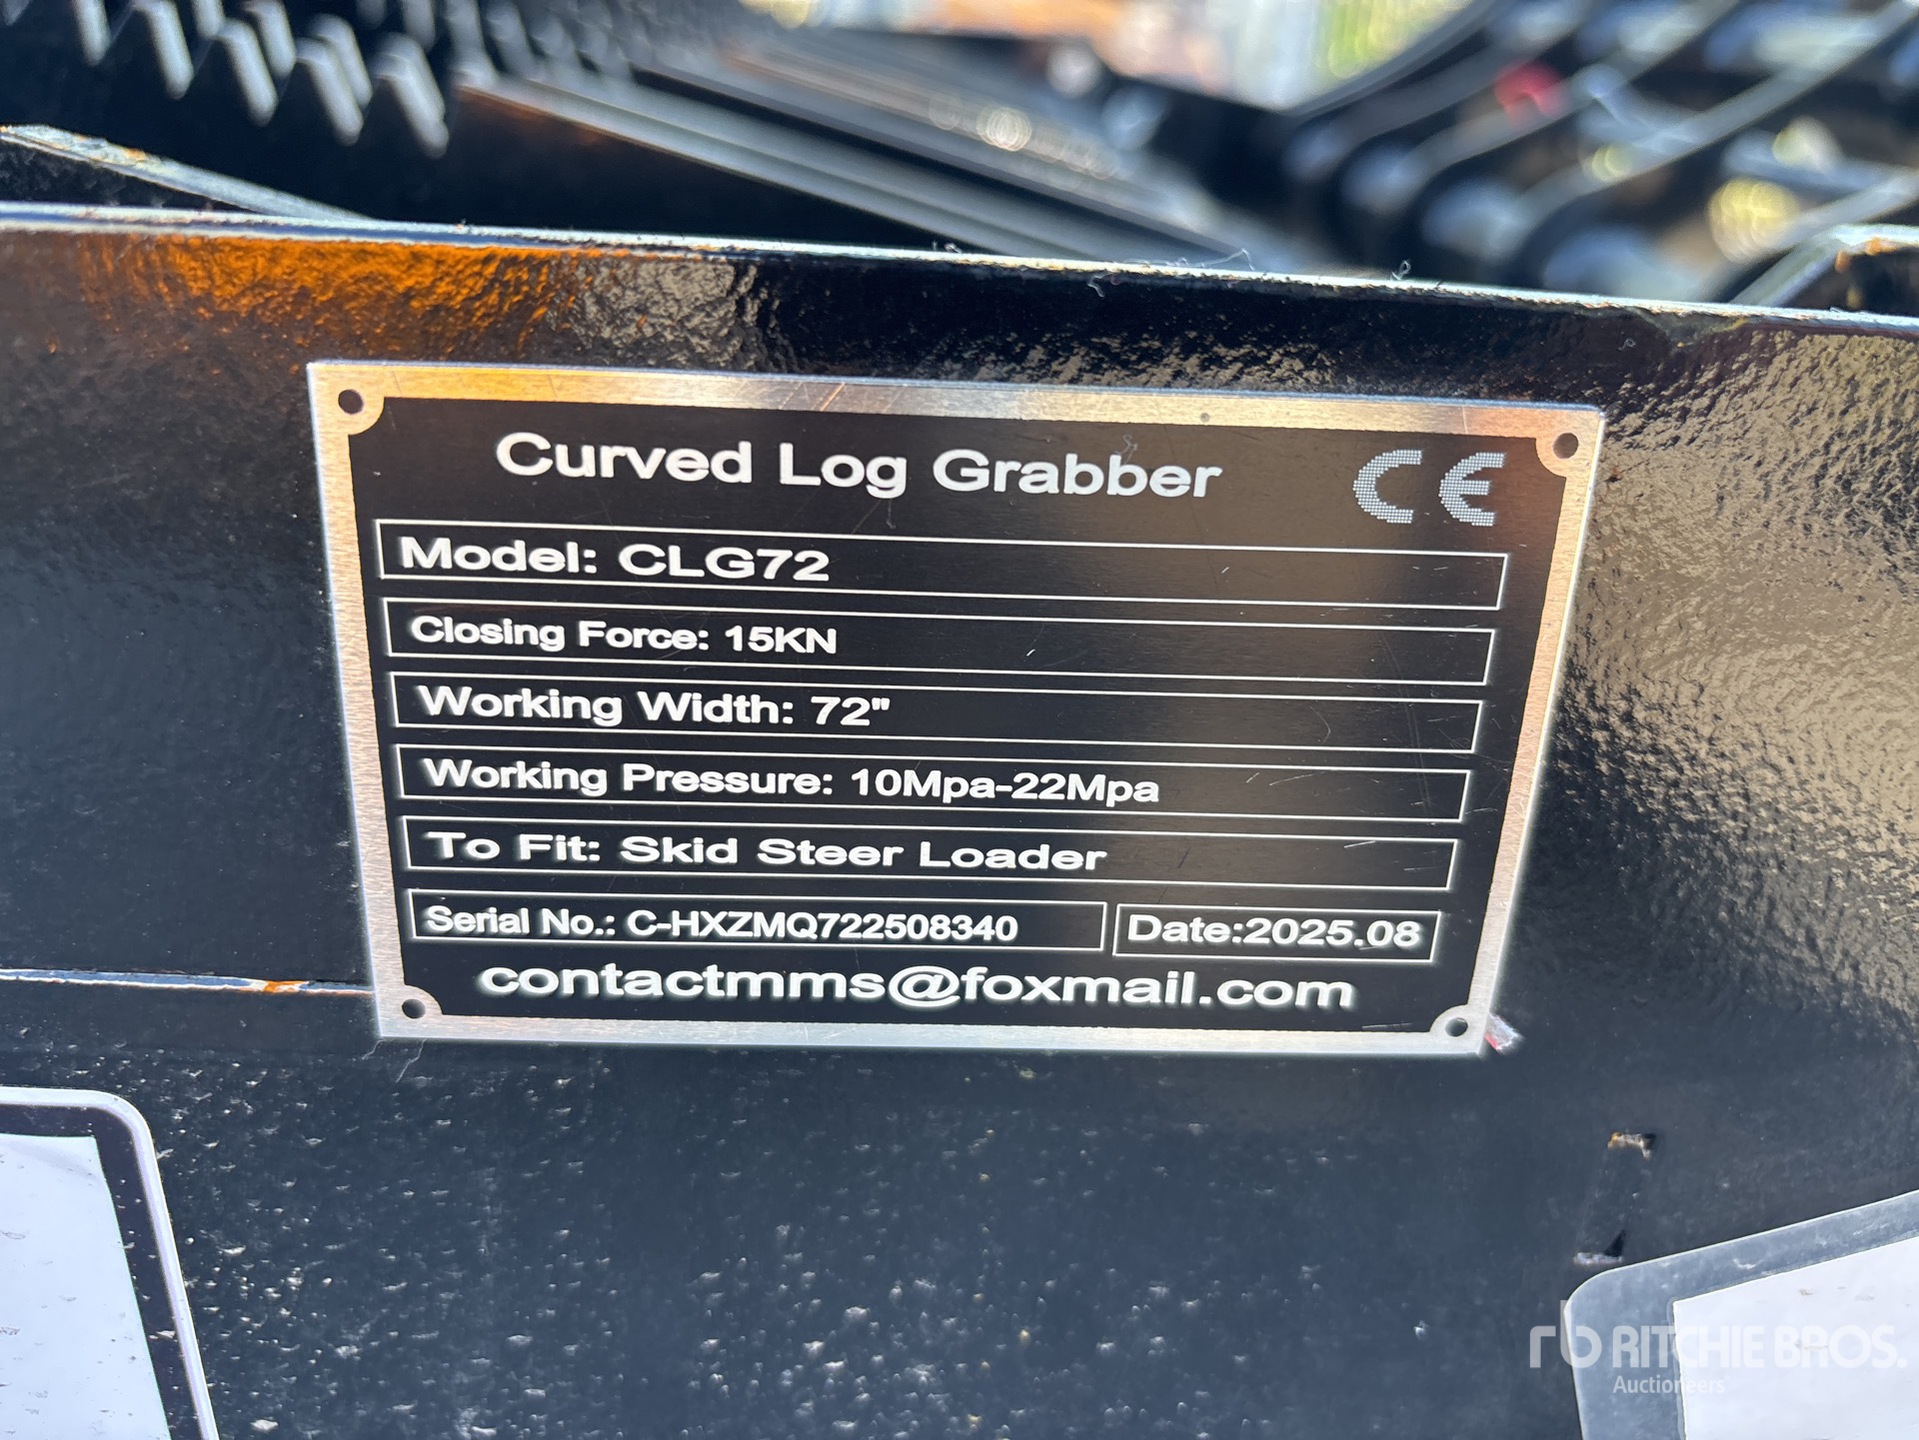 Curved Log Grabber CE
Model: CLG72
Closing Force: 15KN
Working Width: 72"
Working Pressure: 10Mpa-22Mpa
To Fit: Skid Steer Loader
Serial No.: C-HXZMQ722508340 Date:2025.08
contactmms@foxmail.com
rb RITCHIE BROS.
Auctioneers